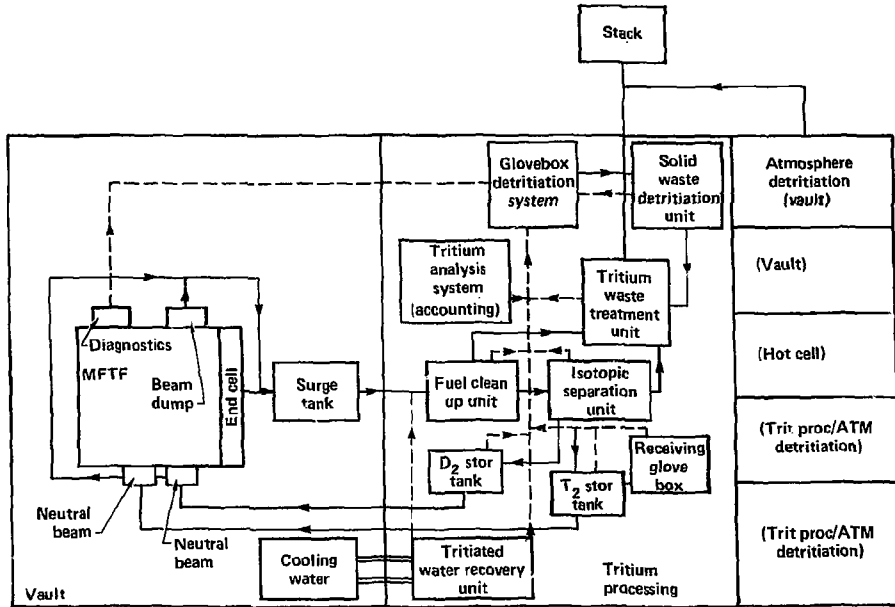 Stack
Glovebox
detritiation
system
Solid
waste
detritiation
unit
Atmosphere
detritiation
(vault)
Tritium
analysis
system
(accounting)
Tritium
waste
treatment
unit
(Vault)
Diagnostics
MFTF
Beam
dump
End cell
Surge
tank
Fuel clean
up unit
Isotopic
separation
unit
(Hot cell)
D2 stor
tank
T2 stor
tank
Receiving
glove
box
(Trit proc/ATM
detritiation)
Neutral
beam
Neutral
beam
Cooling
water
Tritiated
water recovery
unit
Tritium
processing
(Trit proc/ATM
detritiation)
Vault